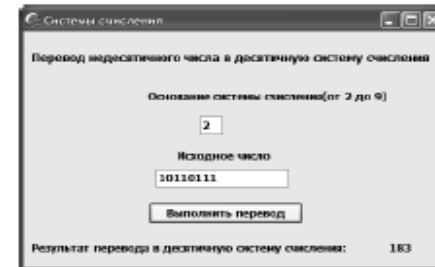 Системы счисления
Перевод недесятичного числа в десятичную систему счисления
Основание системы счисления(от 2 до 9)
2
Исходное число
10110111
Выполнить перевод
Результат перевода в десятичную систему счисления: 183